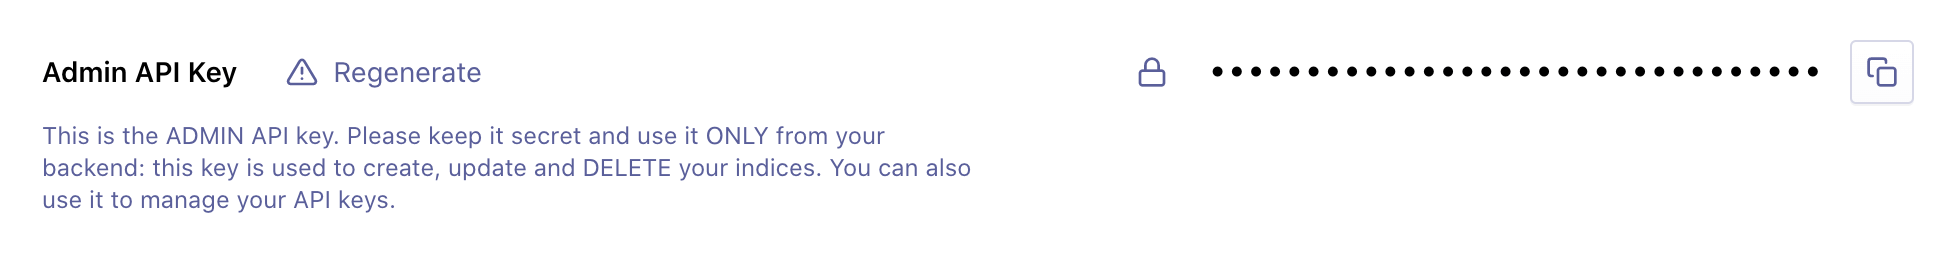 Admin API Key Regenerate ••••••••••••••••••••••••••••••••
This is the ADMIN API key. Please keep it secret and use it ONLY from your
backend: this key is used to create, update and DELETE your indices. You can also
use it to manage your API keys.